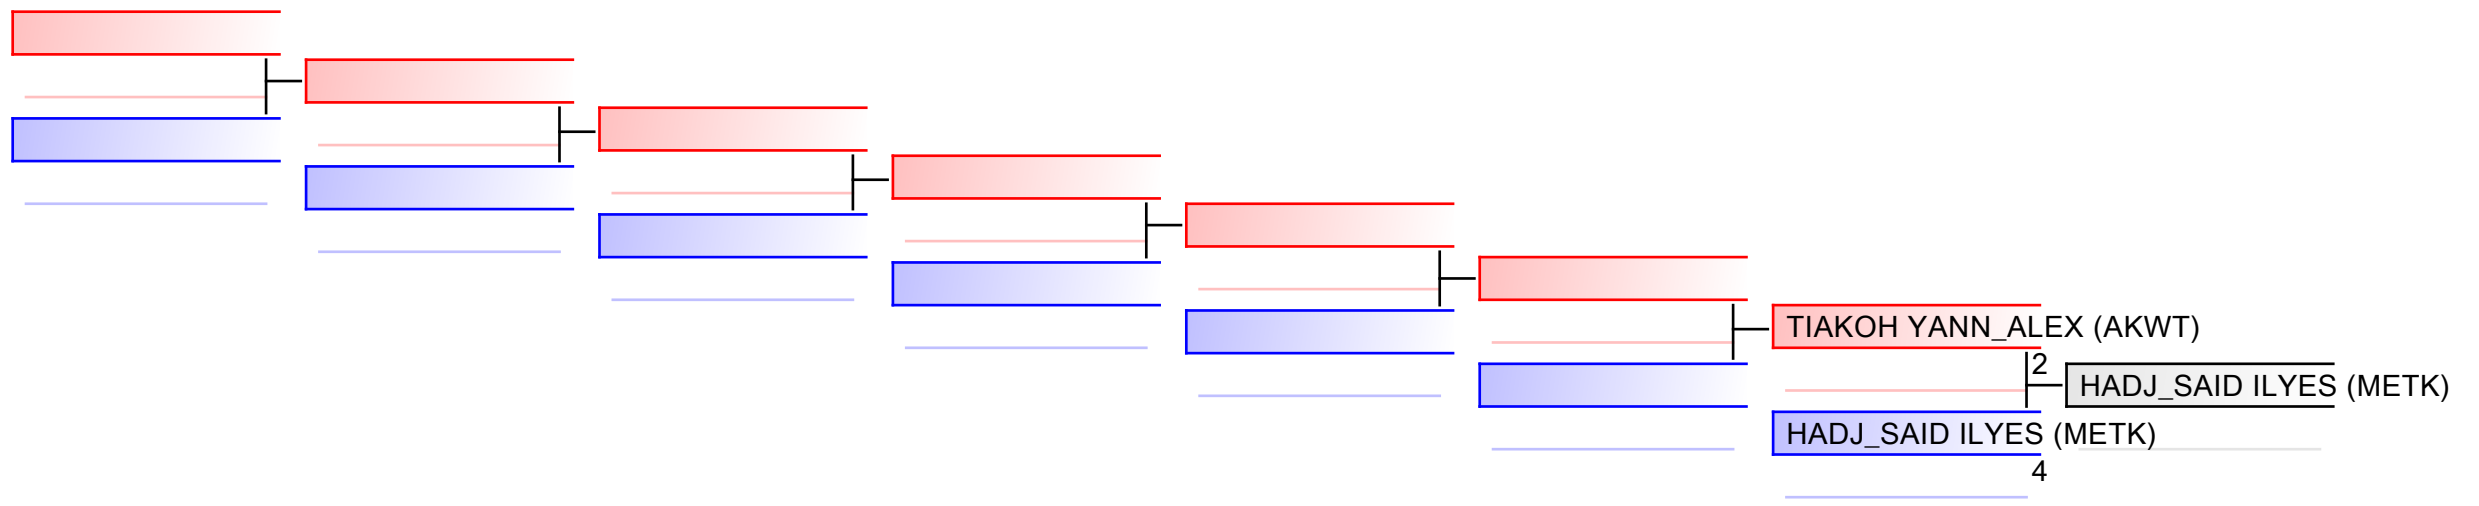 TIAKOH YANN_ALEX (AKWT)
2
HADJ_SAID ILYES (METK)
HADJ_SAID ILYES (METK)
4